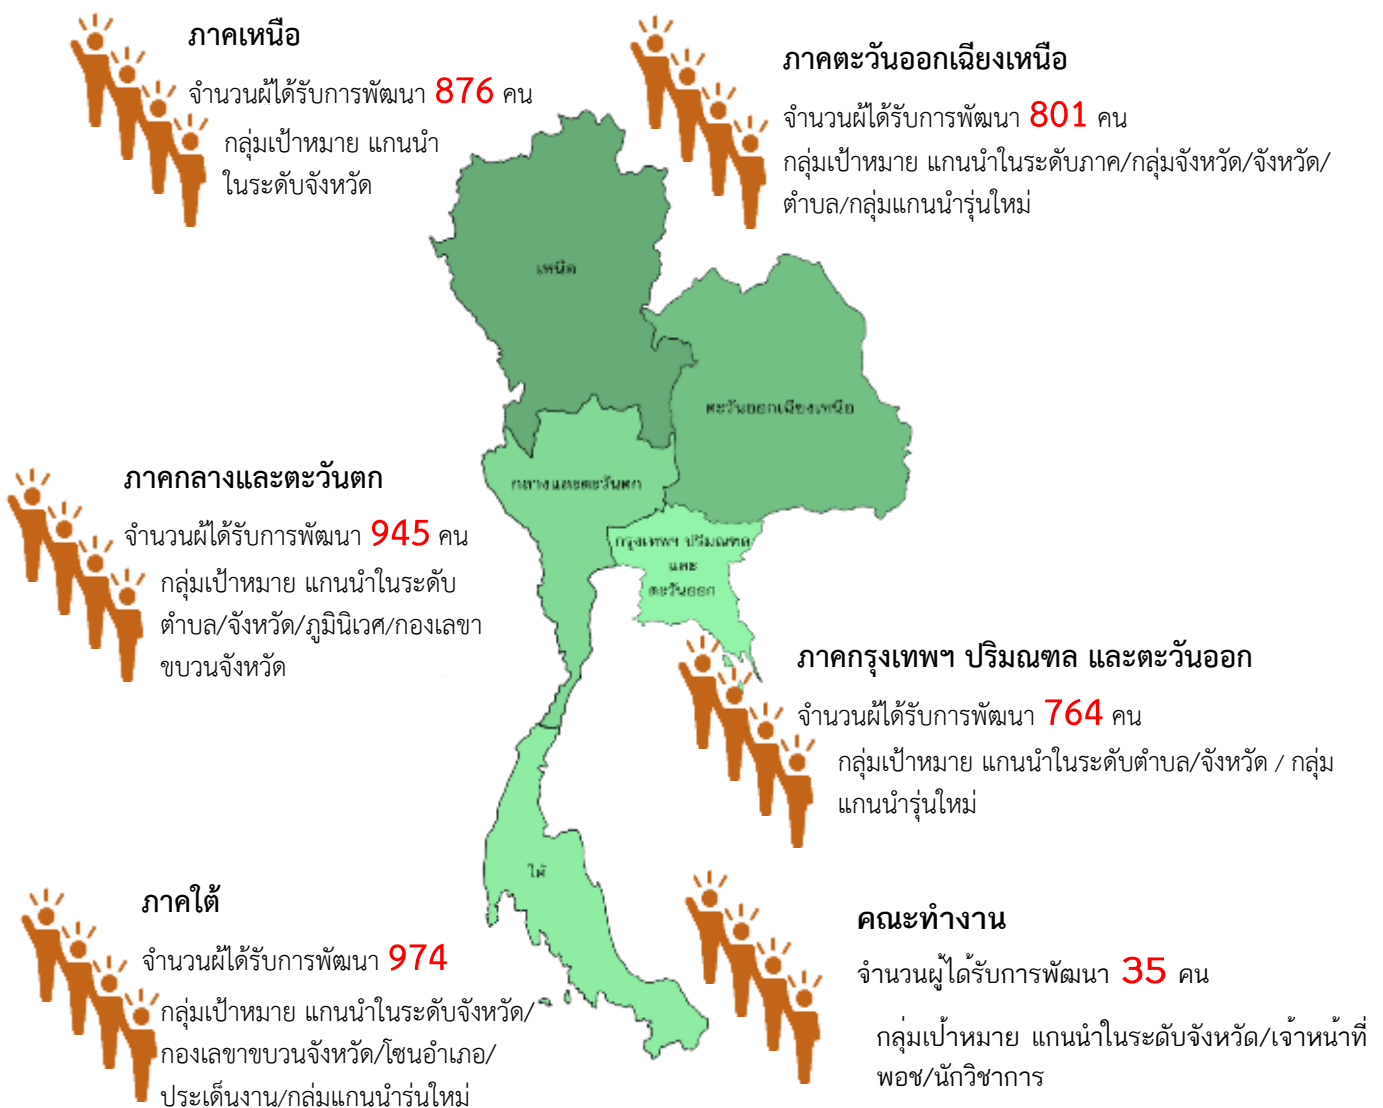 ภาคเหนือ
จำนวนผู้ได้รับการพัฒนา 876 คน
กลุ่มเป้าหมาย แกนนำ
ในระดับจังหวัด
ภาคตะวันออกเฉียงเหนือ
จำนวนผู้ได้รับการพัฒนา 801 คน
กลุ่มเป้าหมาย แกนนำในระดับภาค/กลุ่มจังหวัด/จังหวัด/
ตำบล/กลุ่มแกนนำรุ่นใหม่
เหนือ
ตะวันออกเฉียงเหนือ
ภาคกลางและตะวันตก
จำนวนผู้ได้รับการพัฒนา 945 คน
กลุ่มเป้าหมาย แกนนำในระดับ
ตำบล/จังหวัด/ภูมินิเวศ/กองเลขา
ขบวนจังหวัด
กลางและตะวันตก
กรุงเทพฯ ปริมณฑล
และ
ตะวันออก
ภาคกรุงเทพฯ ปริมณฑล และตะวันออก
จำนวนผู้ได้รับการพัฒนา 764 คน
กลุ่มเป้าหมาย แกนนำในระดับตำบล/จังหวัด / กลุ่ม
แกนนำรุ่นใหม่
ใต้
ภาคใต้
จำนวนผู้ได้รับการพัฒนา 974
กลุ่มเป้าหมาย แกนนำในระดับจังหวัด/
กองเลขาขบวนจังหวัด/โซนอำเภอ/
ประเด็นงาน/กลุ่มแกนนำรุ่นใหม่
คณะทำงาน
จำนวนผู้ได้รับการพัฒนา 35 คน
กลุ่มเป้าหมาย แกนนำในระดับจังหวัด/เจ้าหน้าที่
พอช/นักวิชาการ